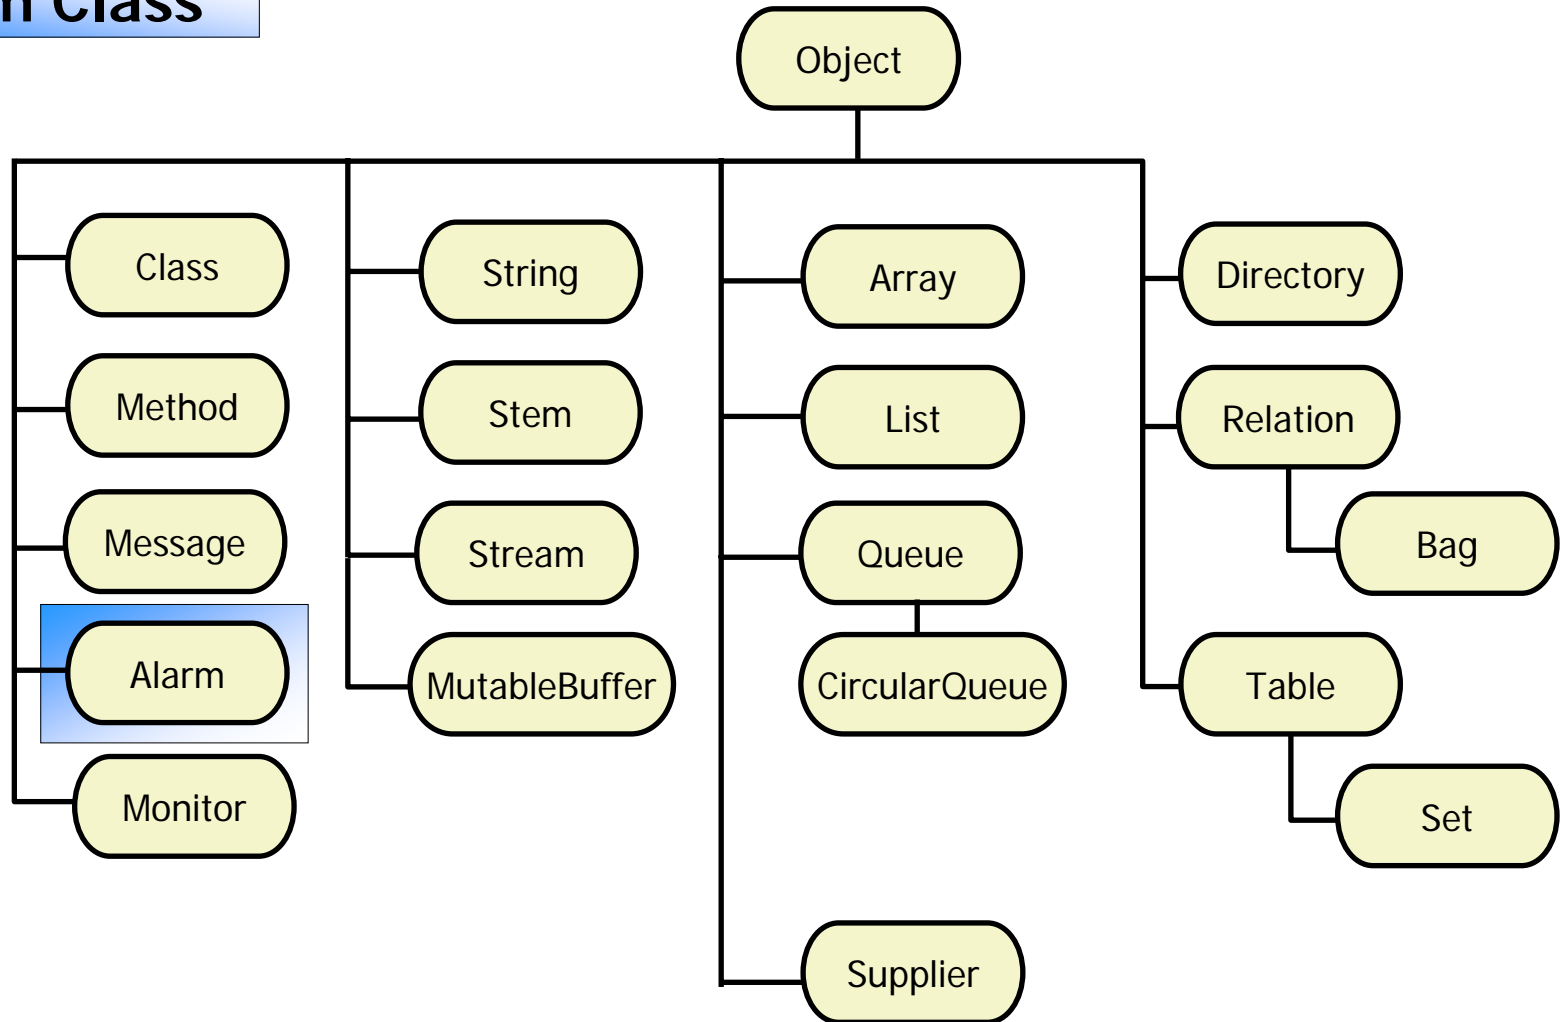 Class
Object
Class
Method
Message
Alarm
Monitor
String
Stem
Stream
MutableBuffer
Array
List
Queue
CircularQueue
Supplier
Directory
Relation
Bag
Table
Set